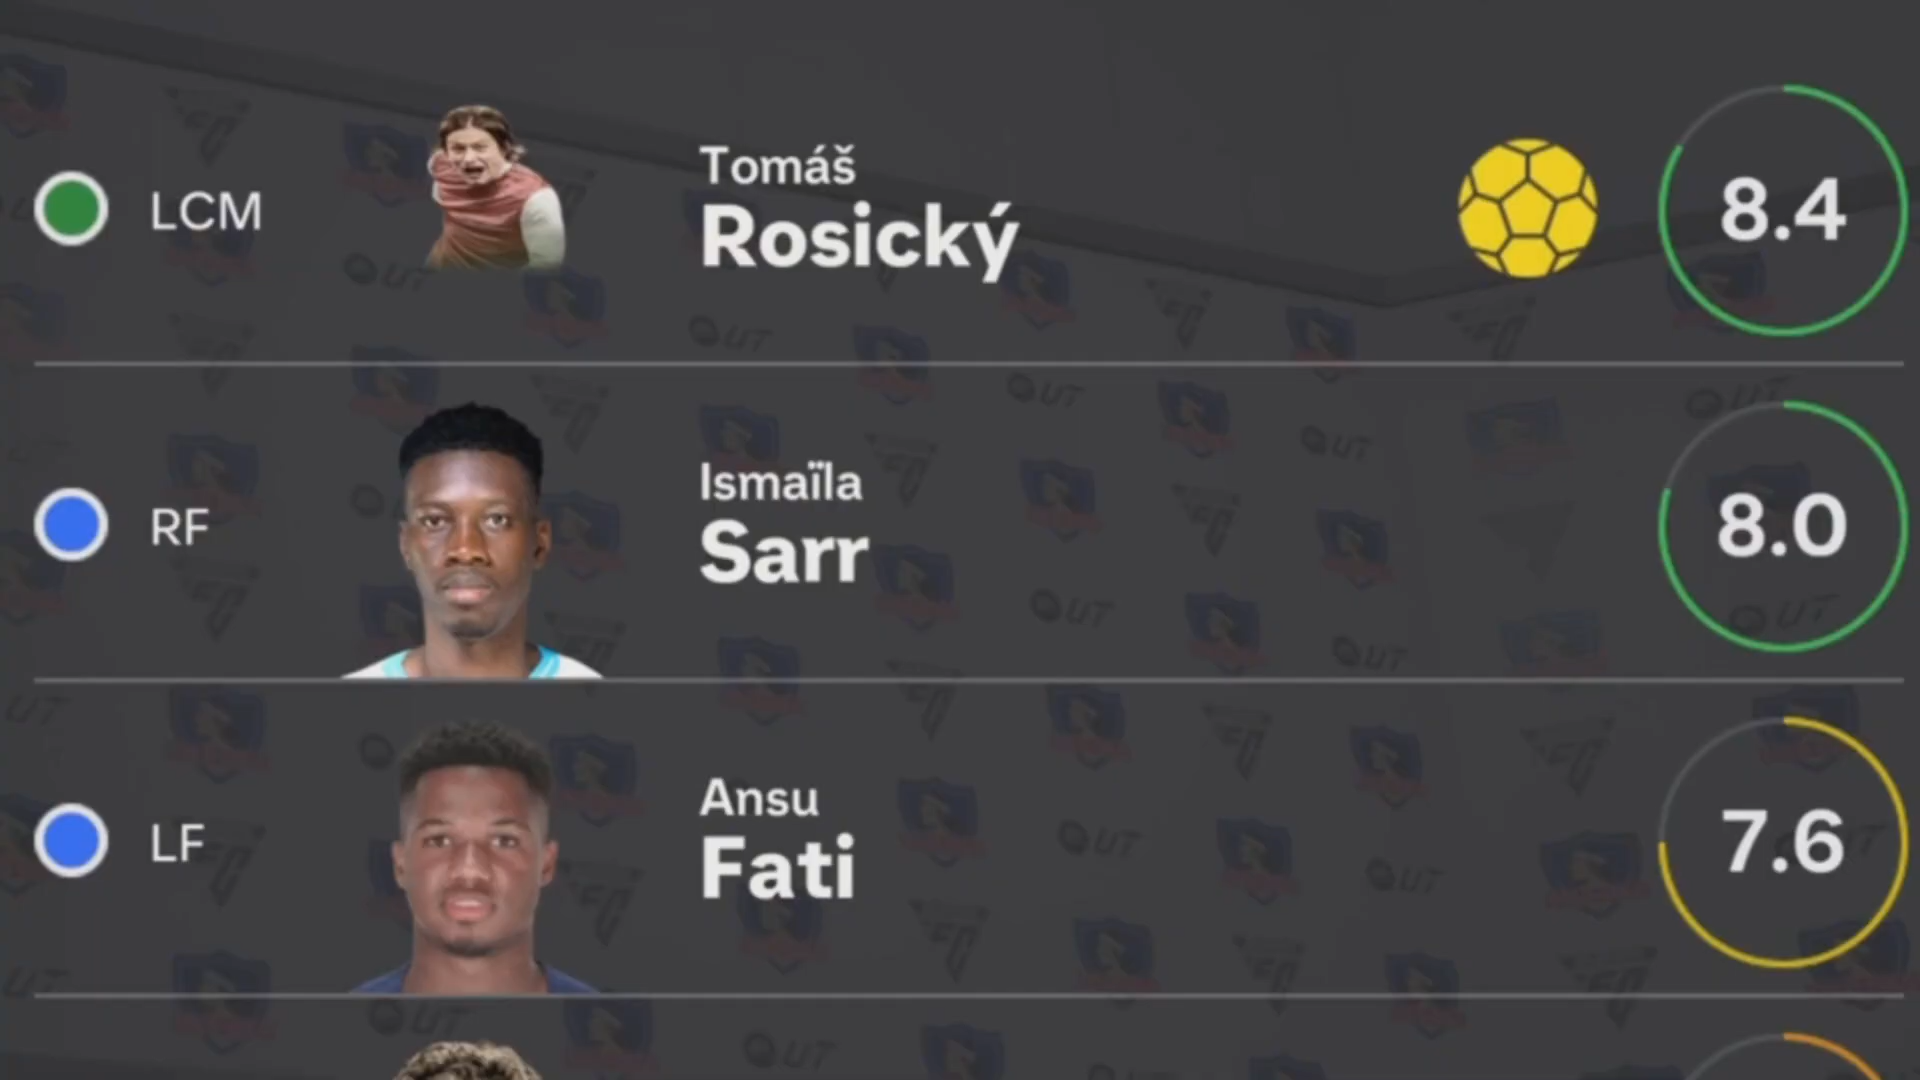 LCM
Tomáš
Rosický
8.4
RF
Ismaïla
Sarr
8.0
LF
Ansu
Fati
7.6